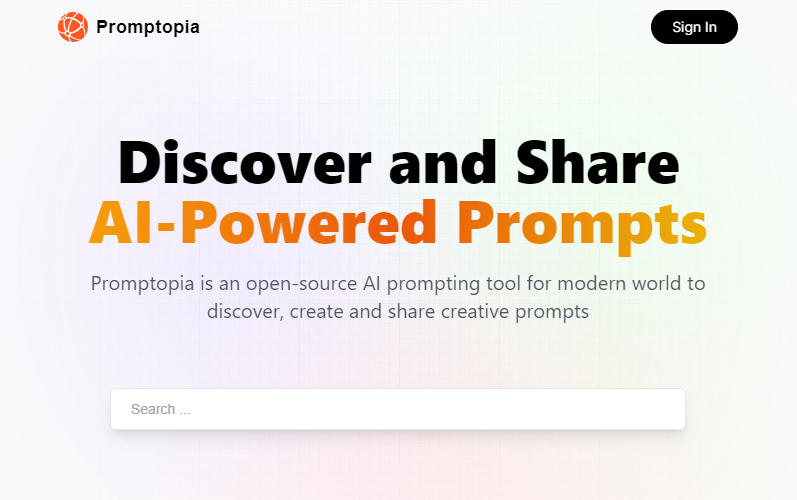 Promptopia
Sign In
Discover and Share
AI-Powered Prompts
Promptopia is an open-source AI prompting tool for modern world to
discover, create and share creative prompts
Search ...